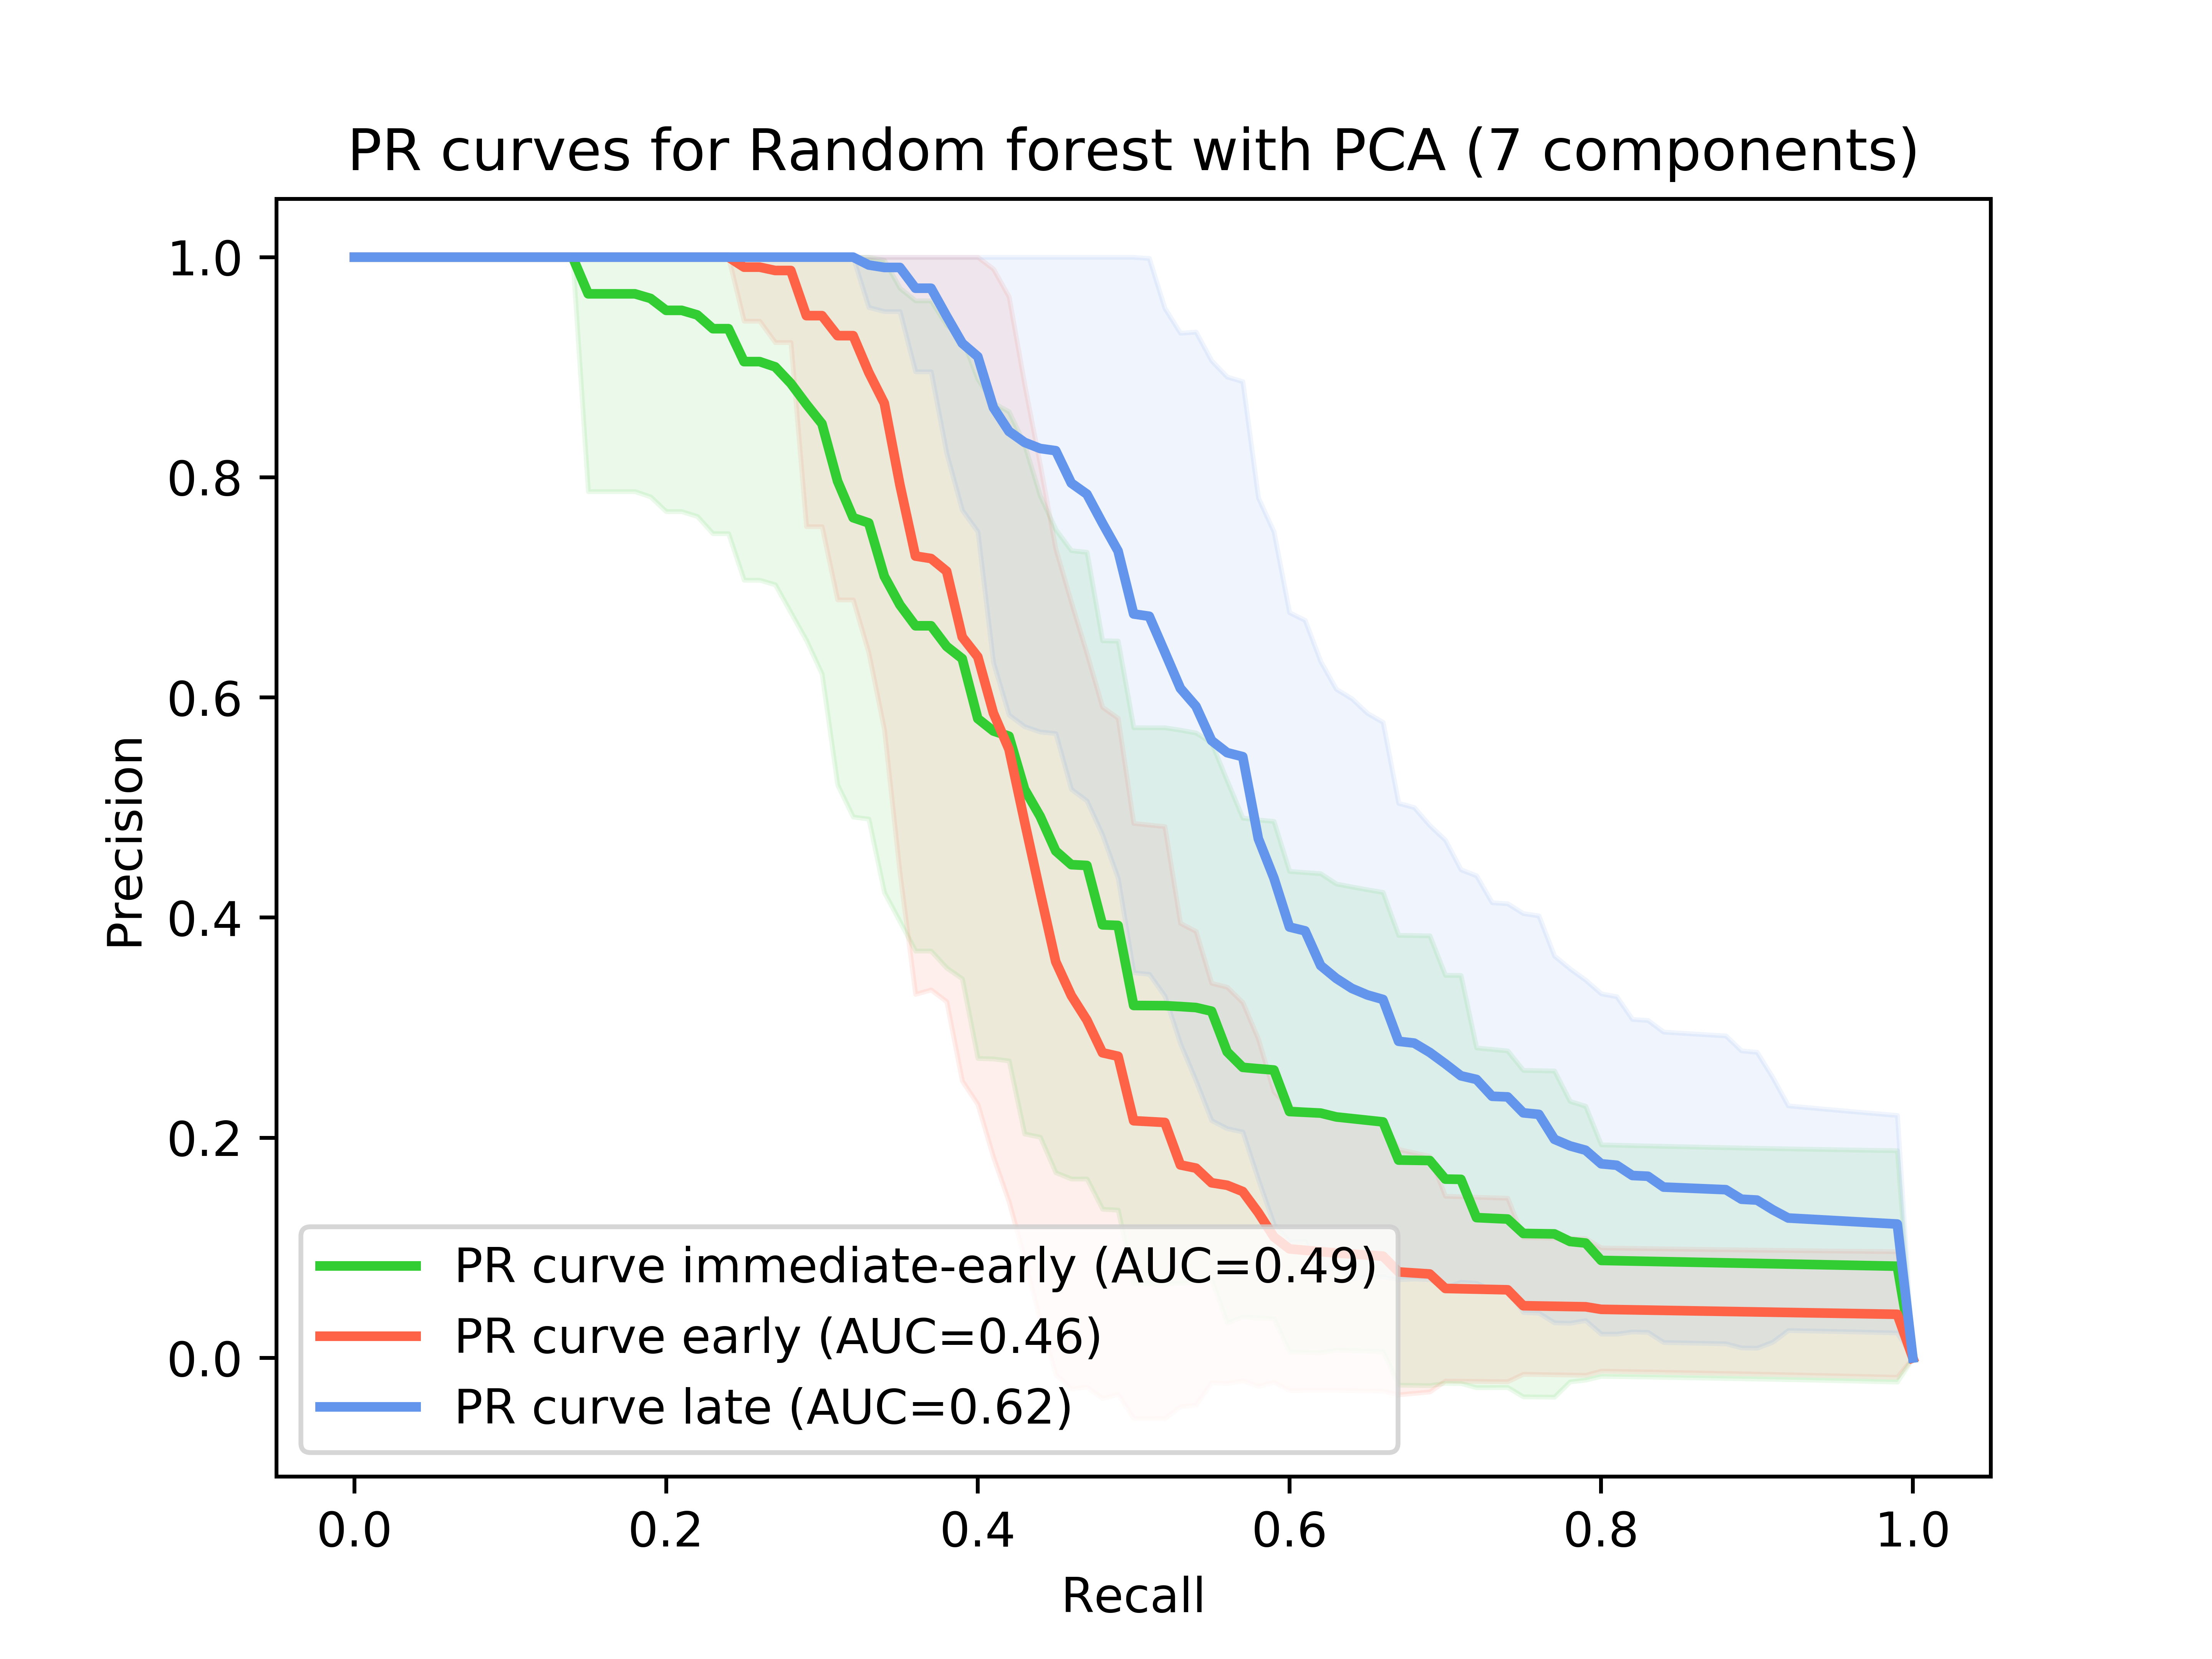 PR curves for Random forest with PCA (7 components)
1.0
0.8
0.6
0.4
0.2
0.0
Precision
PR curve immediate-early (AUC=0.49)
PR curve early (AUC=0.46)
PR curve late (AUC=0.62)
0.0 0.2 0.4 0.6 0.8 1.0
Recall